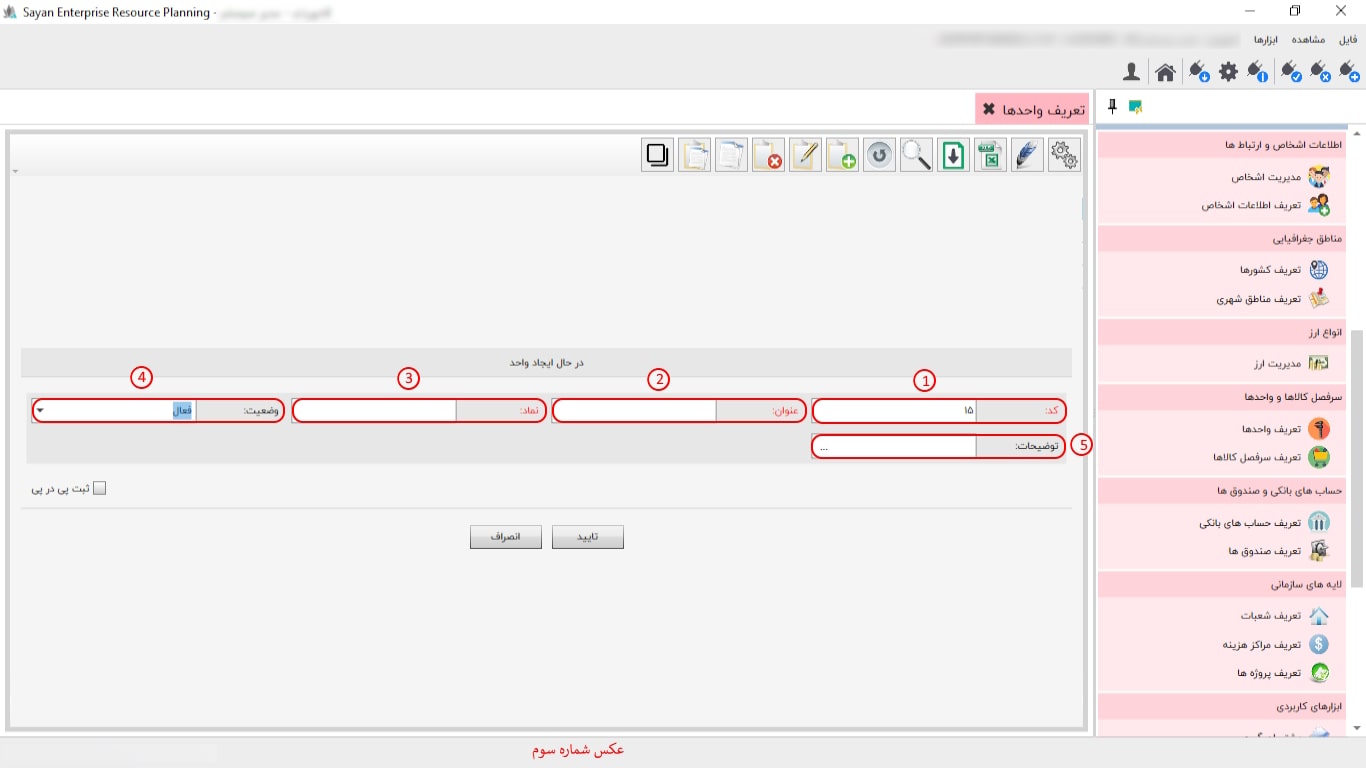 Sayan Enterprise Resource Planning -
فایل مشاهده ابزارها
تعریف واحدها
اطلاعات اشخاص و ارتباط ها
مدیریت اشخاص
تعریف اطلاعات اشخاص
مناطق جغرافیایی
تعریف کشورها
تعریف مناطق شهری
انواع ارز
مدیریت ارز
سرفصل کالاها و واحدها
تعریف واحدها
تعریف سرفصل کالاها
حساب های بانکی و صندوق ها
تعریف حساب های بانکی
تعریف صندوق ها
لایه های سازمانی
تعریف شعبات
تعریف مراکز هزینه
تعریف پروژه ها
ابزارهای کاربردی
در حال ایجاد واحد
1 2 3 4
کد: ۱۵ عنوان: نماد: وضعیت: فعال
5 توضیحات: ...
ثبت پی در پی
تایید انصراف
عکس شماره سوم